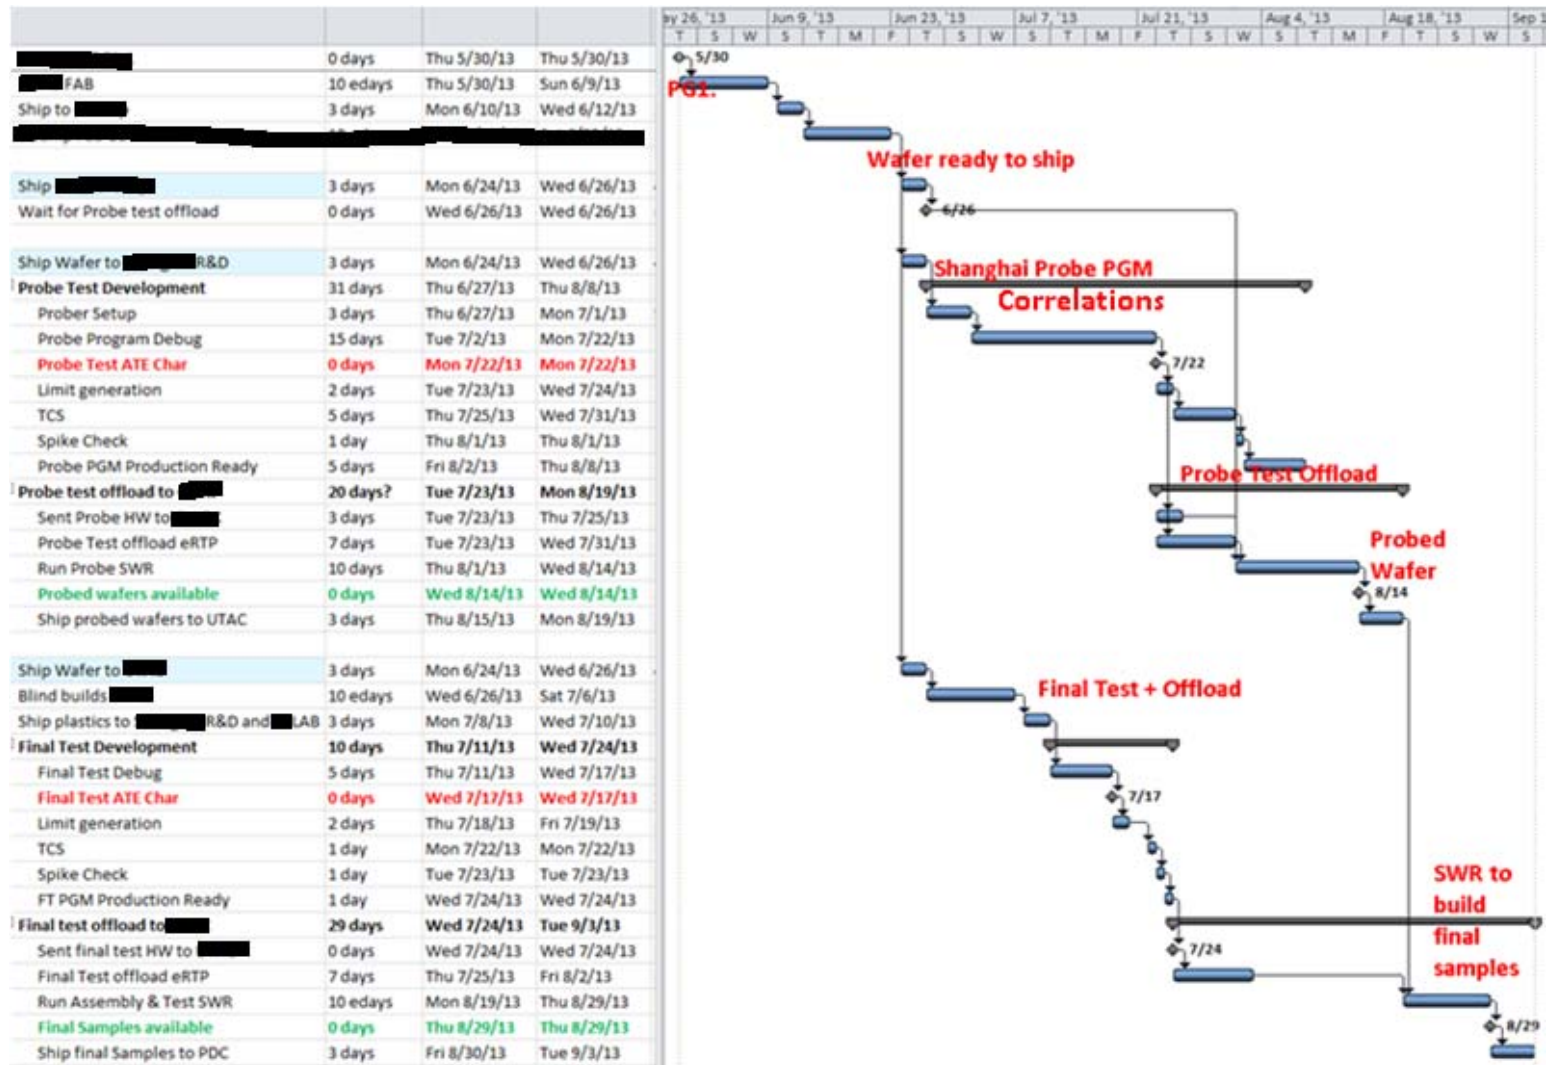 ay 26, '13 Jun 9, '13 Jun 23, '13 Jul 7, '13 Jul 21, '13 Aug 4, '13 Aug 18, '13 Sep 1
T S W S T M F T S W S T M F T S W S T M F T S W S
0 days Thu 5/30/13 Thu 5/30/13 5/30
FAB 10 edays Thu 5/30/13 Sun 6/9/13 PG1.
Ship to 3 days Mon 6/10/13 Wed 6/12/13
Wafer ready to ship
Ship 3 days Mon 6/24/13 Wed 6/26/13
Wait for Probe test offload 0 days Wed 6/26/13 Wed 6/26/13 6/26
Ship Wafer to R&D 3 days Mon 6/24/13 Wed 6/26/13 Shanghai Probe PGM
Probe Test Development 31 days Thu 6/27/13 Thu 8/8/13 Correlations
Prober Setup 3 days Thu 6/27/13 Mon 7/1/13
Probe Program Debug 15 days Tue 7/2/13 Mon 7/22/13
Probe Test ATE Char 0 days Mon 7/22/13 Mon 7/22/13 7/22
Limit generation 2 days Tue 7/23/13 Wed 7/24/13
TCS 5 days Thu 7/25/13 Wed 7/31/13
Spike Check 1 day Thu 8/1/13 Thu 8/1/13
Probe PGM Production Ready 5 days Fri 8/2/13 Thu 8/8/13 Probe Test Offload
Probe test offload to 20 days? Tue 7/23/13 Mon 8/19/13
Sent Probe HW to 3 days Tue 7/23/13 Thu 7/25/13
Probe Test offload eRTP 7 days Tue 7/23/13 Wed 7/31/13 Probed
Run Probe SWR 10 days Thu 8/1/13 Wed 8/14/13 Wafer
Probed wafers available 0 days Wed 8/14/13 Wed 8/14/13 8/14
Ship probed wafers to UTAC 3 days Thu 8/15/13 Mon 8/19/13
Ship Wafer to 3 days Mon 6/24/13 Wed 6/26/13
Blind builds 10 edays Wed 6/26/13 Sat 7/6/13 Final Test + Offload
Ship plastics to R&D and LAB 3 days Mon 7/8/13 Wed 7/10/13
Final Test Development 10 days Thu 7/11/13 Wed 7/24/13
Final Test Debug 5 days Thu 7/11/13 Wed 7/17/13
Final Test ATE Char 0 days Wed 7/17/13 Wed 7/17/13 7/17
Limit generation 2 days Thu 7/18/13 Fri 7/19/13
TCS 1 day Mon 7/22/13 Mon 7/22/13
Spike Check 1 day Tue 7/23/13 Tue 7/23/13 SWR to
FT PGM Production Ready 1 day Wed 7/24/13 Wed 7/24/13 build
Final test offload to 29 days Wed 7/24/13 Tue 9/3/13 final
Sent final test HW to 0 days Wed 7/24/13 Wed 7/24/13 7/24
Final Test offload eRTP 7 days Thu 7/25/13 Fri 8/2/13 samples
Run Assembly & Test SWR 10 edays Mon 8/19/13 Thu 8/29/13
Final Samples available 0 days Thu 8/29/13 Thu 8/29/13 8/29
Ship final Samples to PDC 3 days Fri 8/30/13 Tue 9/3/13